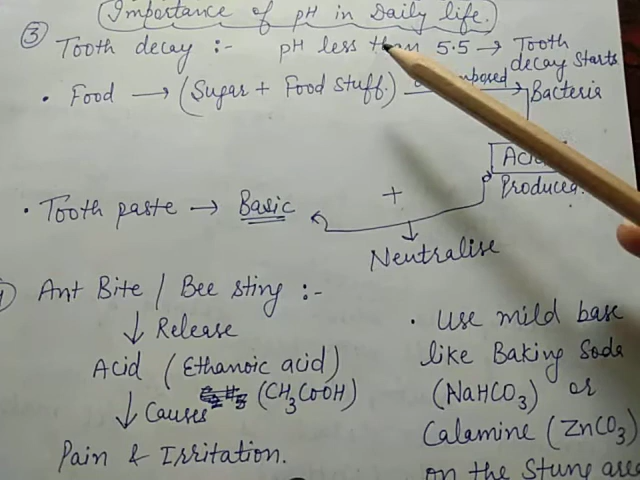 Importance of pH in Daily life.
③ Tooth decay :- pH less than 5.5 → Tooth
decay starts
• Food → (Sugar + Food stuff.) → Bacteria
Acid
Produced.
+
• Tooth paste → Basic
Neutralise
Ant Bite / Bee sting :-
↓ Release
Acid (Ethanoic acid)
(CH₃COOH)
↓ Causes
Pain & Irritation.
• Use mild base
like Baking Soda
(NaHCO₃) or
Calamine (ZnCO₃)
on the stung area